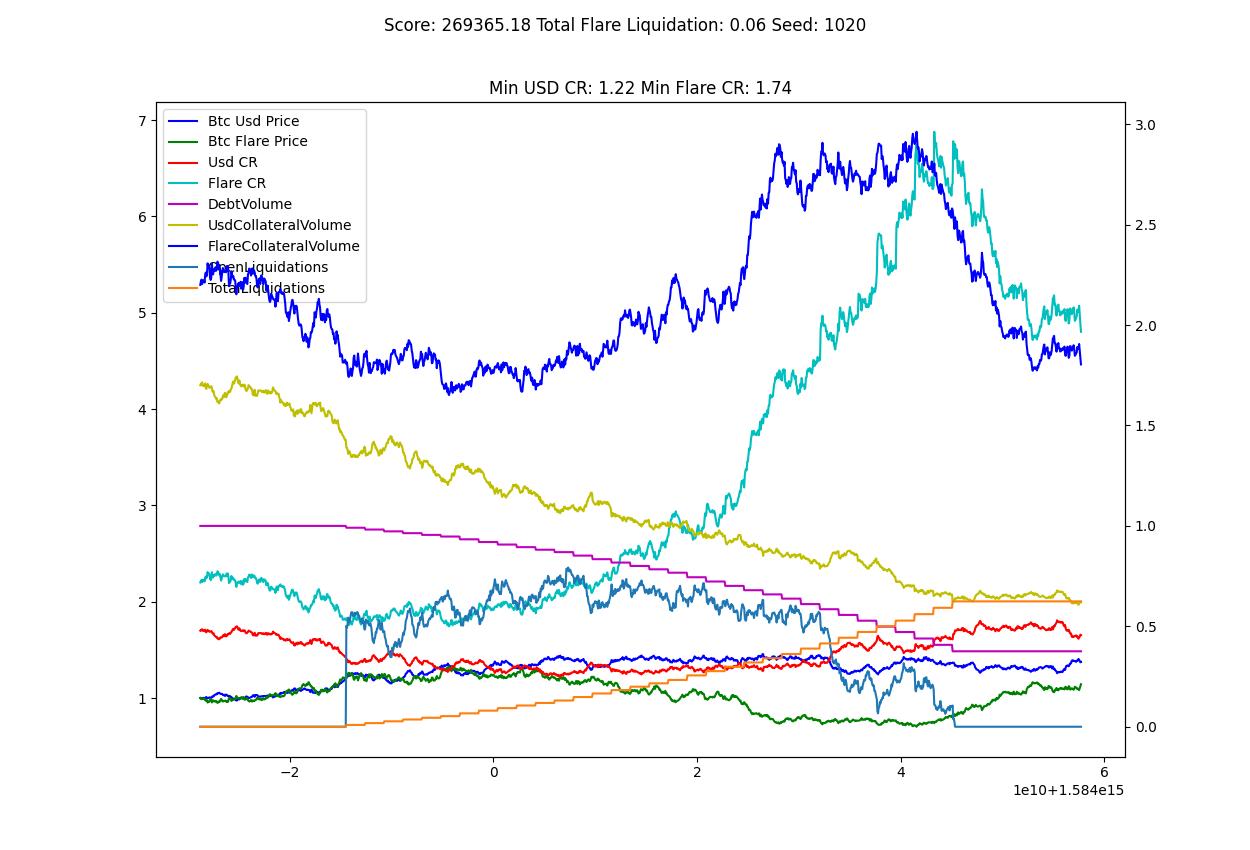 Score: 269365.18 Total Flare Liquidation: 0.06 Seed: 1020
Min USD CR: 1.22 Min Flare CR: 1.74
Btc Usd Price
Btc Flare Price
Usd CR
Flare CR
DebtVolume
UsdCollateralVolume
FlareCollateralVolume
OpenLiquidations
TotalLiquidations
7
6
5
4
3
2
1
3.0
2.5
2.0
1.5
1.0
0.5
0.0
−2
0
2
4
6
1e10+1.584e15